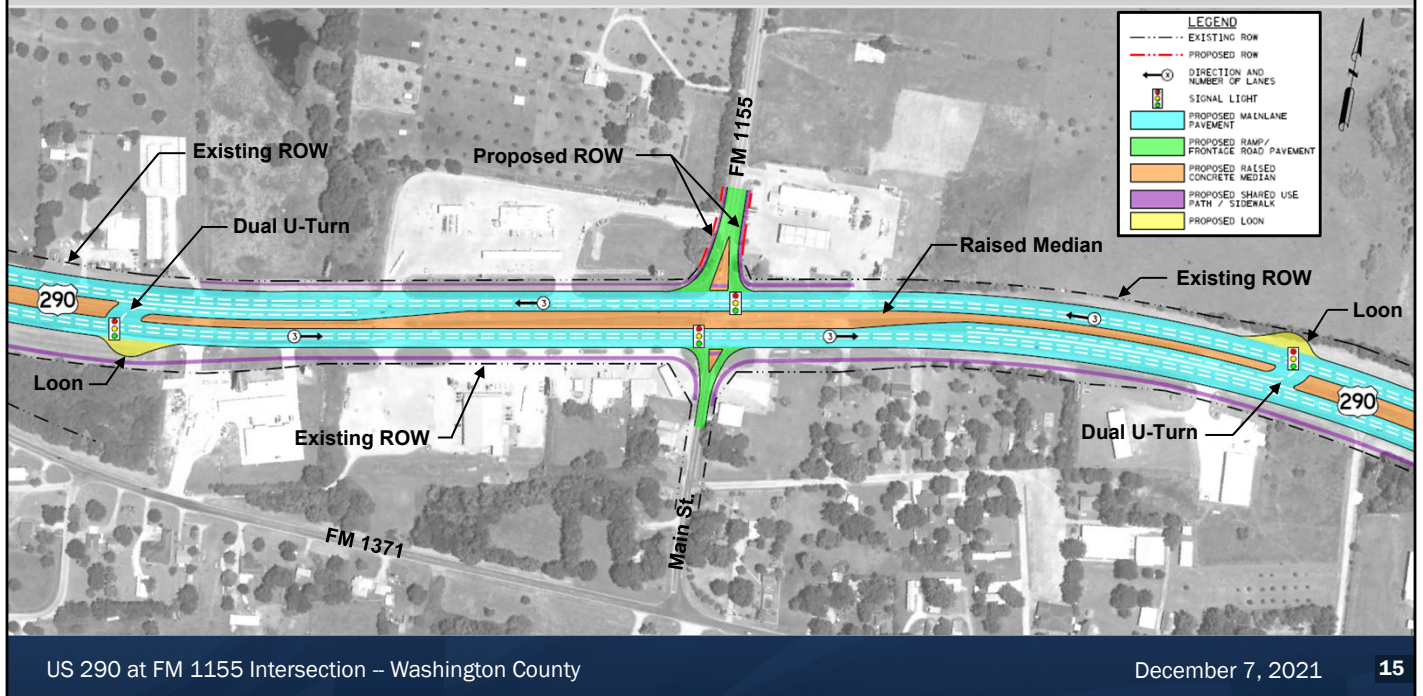 LEGEND
EXISTING ROW
PROPOSED ROW
X
DIRECTION AND
NUMBER OF LANES
SIGNAL LIGHT
PROPOSED MAINLANE
PAVEMENT
PROPOSED RAMP/
FRONTAGE ROAD PAVEMENT
PROPOSED RAISED
CONCRETE MEDIAN
PROPOSED SHARED USE
PATH / SIDEWALK
PROPOSED LOON
N
FM 1155
Existing ROW
Proposed ROW
Dual U-Turn
Raised Median
Existing ROW
Loon
290
3
3
3
3
Loon
290
Existing ROW
Dual U-Turn
Main St.
FM 1371
US 290 at FM 1155 Intersection -- Washington County
December 7, 2021
15